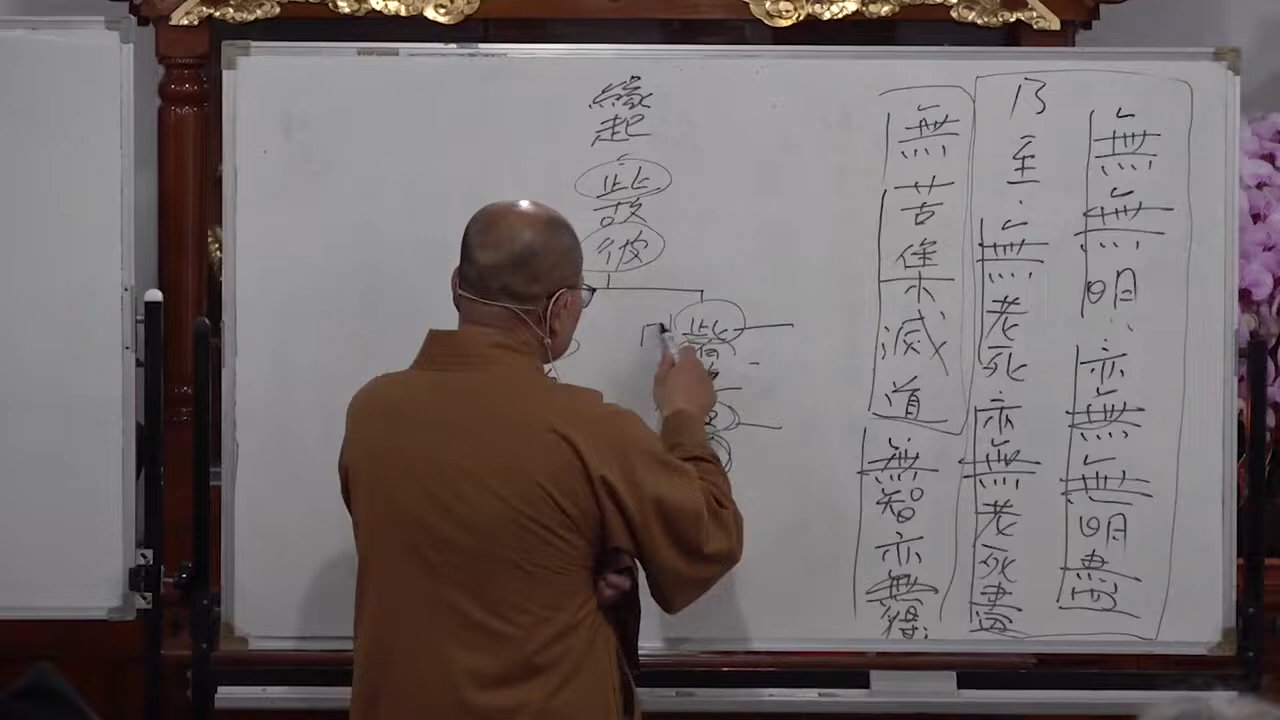 無無明亦無無明盡
乃至無老死亦無老死盡
無苦集滅道
無智亦無得
緣起
此故彼
此